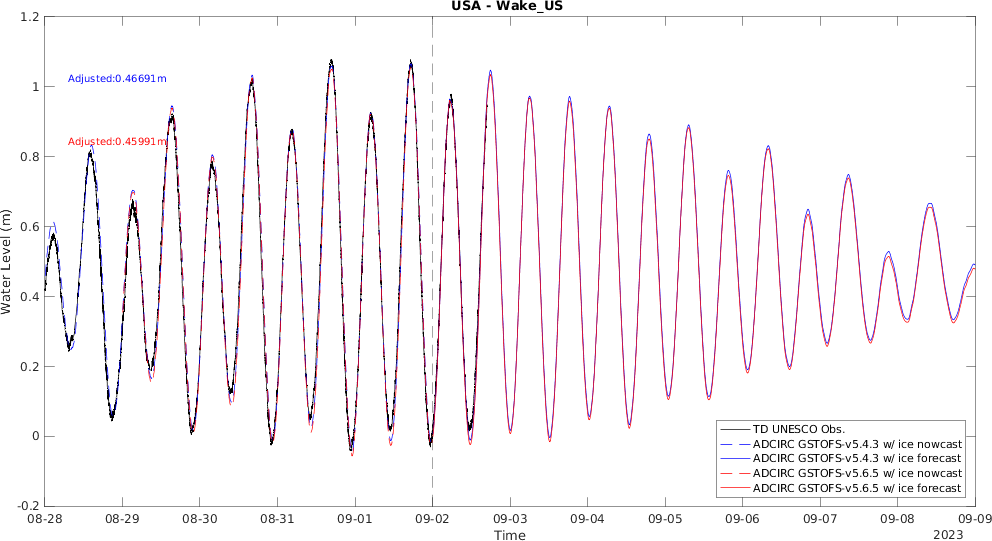 USA - Wake_US
1.2
1
0.8
0.6
0.4
0.2
0
-0.2
Water Level (m)
Adjusted:0.46691m
Adjusted:0.45991m
TD UNESCO Obs.
ADCIRC GSTOFS-v5.4.3 w/ ice nowcast
ADCIRC GSTOFS-v5.4.3 w/ ice forecast
ADCIRC GSTOFS-v5.6.5 w/ ice nowcast
ADCIRC GSTOFS-v5.6.5 w/ ice forecast
08-28 08-29 08-30 08-31 09-01 09-02 09-03 09-04 09-05 09-06 09-07 09-08 09-09
Time
2023